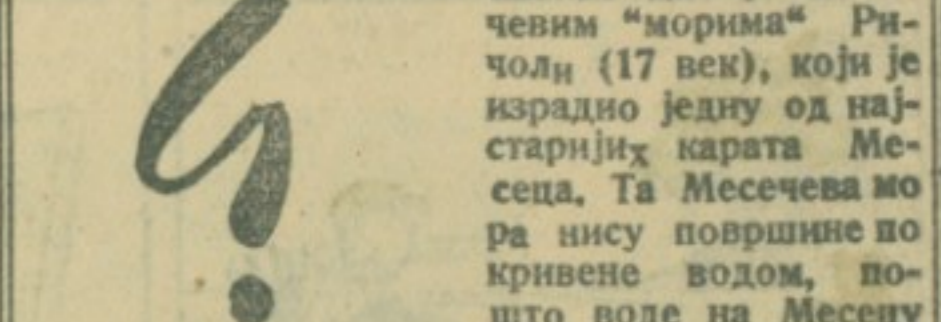 ?
чевим “морима“ Ри-
чоли (17 век), који је
израдио једну од нај-
старијих карата Ме-
сеца. Та Месечева мо
ра нису површине по
кривене водом, по-
што воде на Месецу